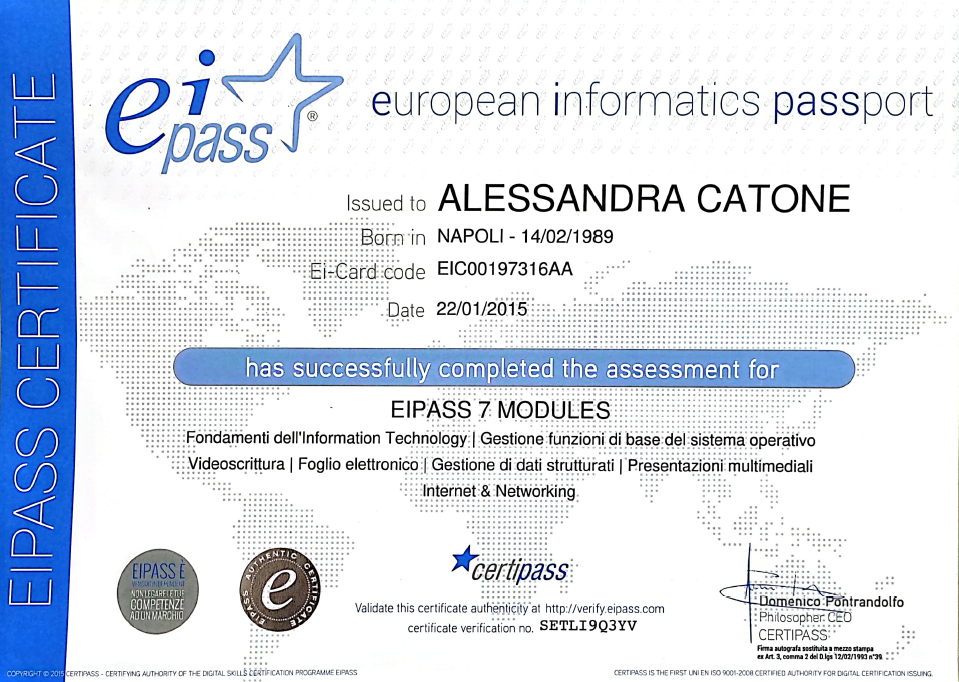 EIPASS CERTIFICATE
ei pass ®
european informatics passport
Issued to ALESSANDRA CATONE
Born in NAPOLI - 14/02/1989
Ei-Card code EIC00197316AA
Date 22/01/2015
has successfully completed the assessment for
EIPASS 7 MODULES
Fondamenti dell'Information Technology | Gestione funzioni di base del sistema operativo
Videoscrittura | Foglio elettronico | Gestione di dati strutturati | Presentazioni multimediali
Internet & Networking
EIPASS È
NON LEGARE LE TUE
COMPETENZE
AD UN MARCHIO
AUTHENTIC CERTIFICATE
e
EIPASS
certipass
Validate this certificate authenticity at http://verify.eipass.com
certificate verification no. SETLI9Q3YV
Domenico Pontrandolfo
Philosopher CEO
CERTIPASS
Firma autografa sostituita a mezzo stampa
ex Art. 3, comma 2 del D.lgs 12/02/1993 n°39.
COPYRIGHT © 2015 CERTIPASS - CERTIFYING AUTHORITY OF THE DIGITAL SKILLS CERTIFICATION PROGRAMME EIPASS
CERTIPASS IS THE FIRST UNI EN ISO 9001-2008 CERTIFIED AUTHORITY FOR DIGITAL CERTIFICATION ISSUING.